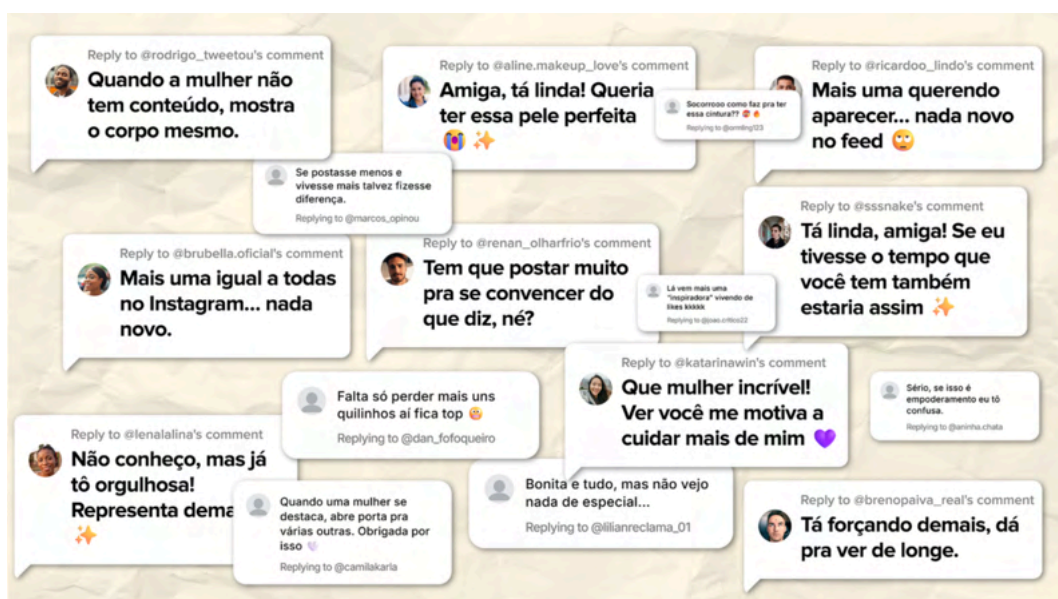 Reply to @rodrigo_tweetou's comment
Quando a mulher não
tem conteúdo, mostra
o corpo mesmo.
Reply to @aline.makeup_love's comment
Amiga, tá linda! Queria
ter essa pele perfeita
😭 ✨
Socorrooo como faz pra ter
essa cintura??
Reply to @ricardoo_lindo's comment
Mais uma querendo
aparecer... nada novo
no feed 🙄
Se postasse menos e
vivesse mais talvez fizesse
diferença.
Replying to @marcos_opinou
Reply to @sssnake's comment
Tá linda, amiga! Se eu
tivesse o tempo que
você tem também
estaria assim ✨
Reply to @brubella.oficial's comment
Mais uma igual a todas
no Instagram... nada
novo.
Reply to @renan_olharfrio's comment
Tem que postar muito
pra se convencer do
que diz, né?
Lá vem mais uma
"inspiradora" vivendo de
likes kkkkk
Replying to @joao.critico22
Reply to @katarinawin's comment
Que mulher incrível!
Ver você me motiva a
cuidar mais de mim 💜
Falta só perder mais uns
quilinhos aí fica top 🤡
Replying to @dan_fofoqueiro
Sério, se isso é
empoderamento eu tô
confusa.
Replying to @aninha.chata
Reply to @lenalalina's comment
Não conheço, mas já
tô orgulhosa!
Representa dema
✨
Quando uma mulher se
destaca, abre porta pra
várias outras. Obrigada por
isso 💜
Replying to @camilakarla
Bonita e tudo, mas não vejo
nada de especial...
Replying to @lilianreclama_01
Reply to @brenopaiva_real's comment
Tá forçando demais, dá
pra ver de longe.